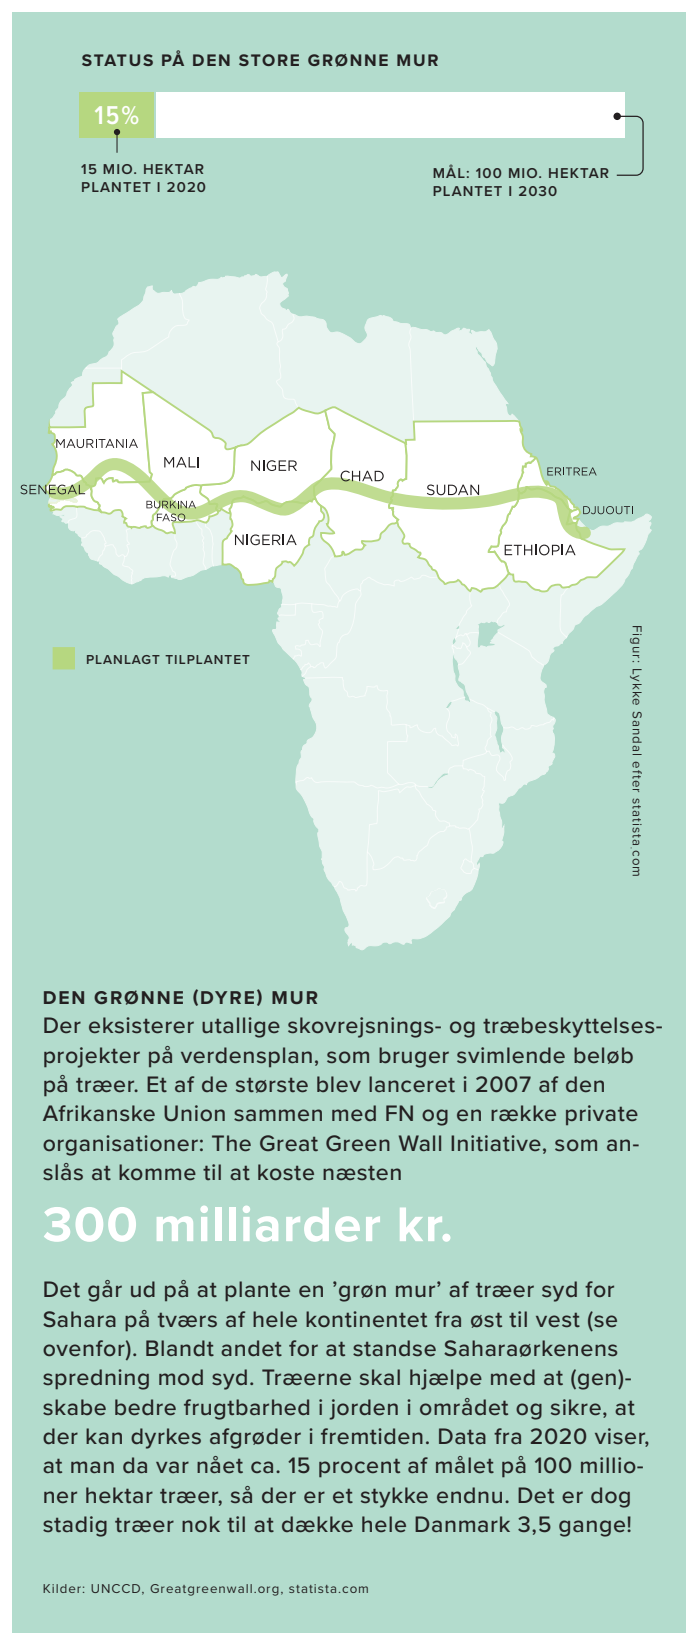 STATUS PÅ DEN STORE GRØNNE MUR
15%
15 MIO. HEKTAR
PLANTET I 2020
MÅL: 100 MIO. HEKTAR
PLANTET I 2030
MAURITANIA
MALI
NIGER
CHAD
SUDAN
ERITREA
SENEGAL
BURKINA
FASO
DJUOUTI
NIGERIA
ETHIOPIA
PLANLAGT TILPLANTET
Figur: Lykke Sandal efter statista.com
DEN GRØNNE (DYRE) MUR
Der eksisterer utallige skovrejsnings- og træbeskyttelses-
projekter på verdensplan, som bruger svimlende beløb
på træer. Et af de største blev lanceret i 2007 af den
Afrikanske Union sammen med FN og en række private
organisationer: The Great Green Wall Initiative, som an-
slås at komme til at koste næsten
300 milliarder kr.
Det går ud på at plante en ’grøn mur’ af træer syd for
Sahara på tværs af hele kontinentet fra øst til vest (se
ovenfor). Blandt andet for at standse Saharaørkenens
spredning mod syd. Træerne skal hjælpe med at (gen)-
skabe bedre frugtbarhed i jorden i området og sikre, at
der kan dyrkes afgrøder i fremtiden. Data fra 2020 viser,
at man da var nået ca. 15 procent af målet på 100 millio-
ner hektar træer, så der er et stykke endnu. Det er dog
stadig træer nok til at dække hele Danmark 3,5 gange!
Kilder: UNCCD, Greatgreenwall.org, statista.com